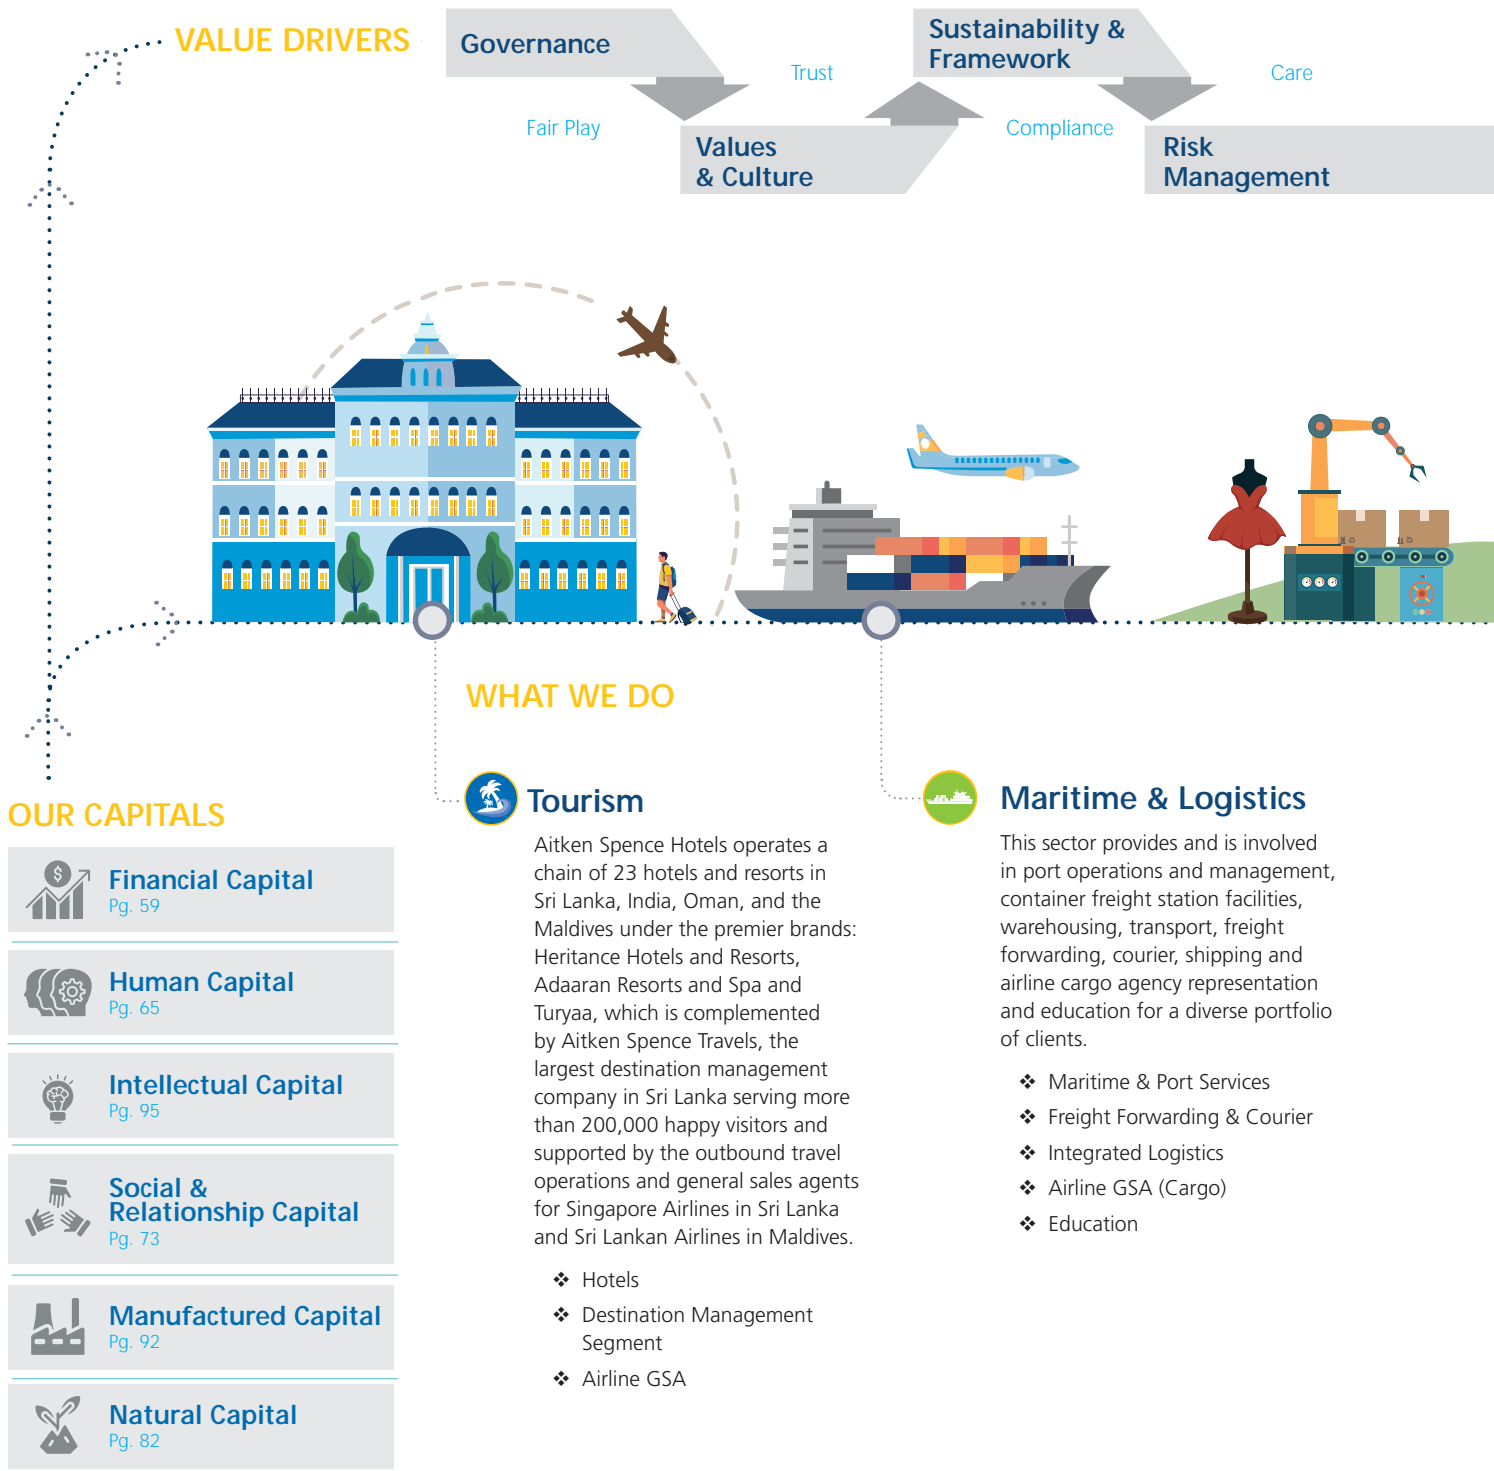 VALUE DRIVERS
Governance
Fair Play
Values
& Culture
Trust
Sustainability &
Framework
Compliance
Risk
Management
Care
OUR CAPITALS
Financial Capital
Pg. 59
Human Capital
Pg. 65
Intellectual Capital
Pg. 95
Social &
Relationship Capital
Pg. 73
Manufactured Capital
Pg. 92
Natural Capital
Pg. 82
WHAT WE DO
Tourism
Aitken Spence Hotels operates a
chain of 23 hotels and resorts in
Sri Lanka, India, Oman, and the
Maldives under the premier brands:
Heritance Hotels and Resorts,
Adaaran Resorts and Spa and
Turyaa, which is complemented
by Aitken Spence Travels, the
largest destination management
company in Sri Lanka serving more
than 200,000 happy visitors and
supported by the outbound travel
operations and general sales agents
for Singapore Airlines in Sri Lanka
and Sri Lankan Airlines in Maldives.
❖ Hotels
❖ Destination Management
Segment
❖ Airline GSA
Maritime & Logistics
This sector provides and is involved
in port operations and management,
container freight station facilities,
warehousing, transport, freight
forwarding, courier, shipping and
airline cargo agency representation
and education for a diverse portfolio
of clients.
❖ Maritime & Port Services
❖ Freight Forwarding & Courier
❖ Integrated Logistics
❖ Airline GSA (Cargo)
❖ Education